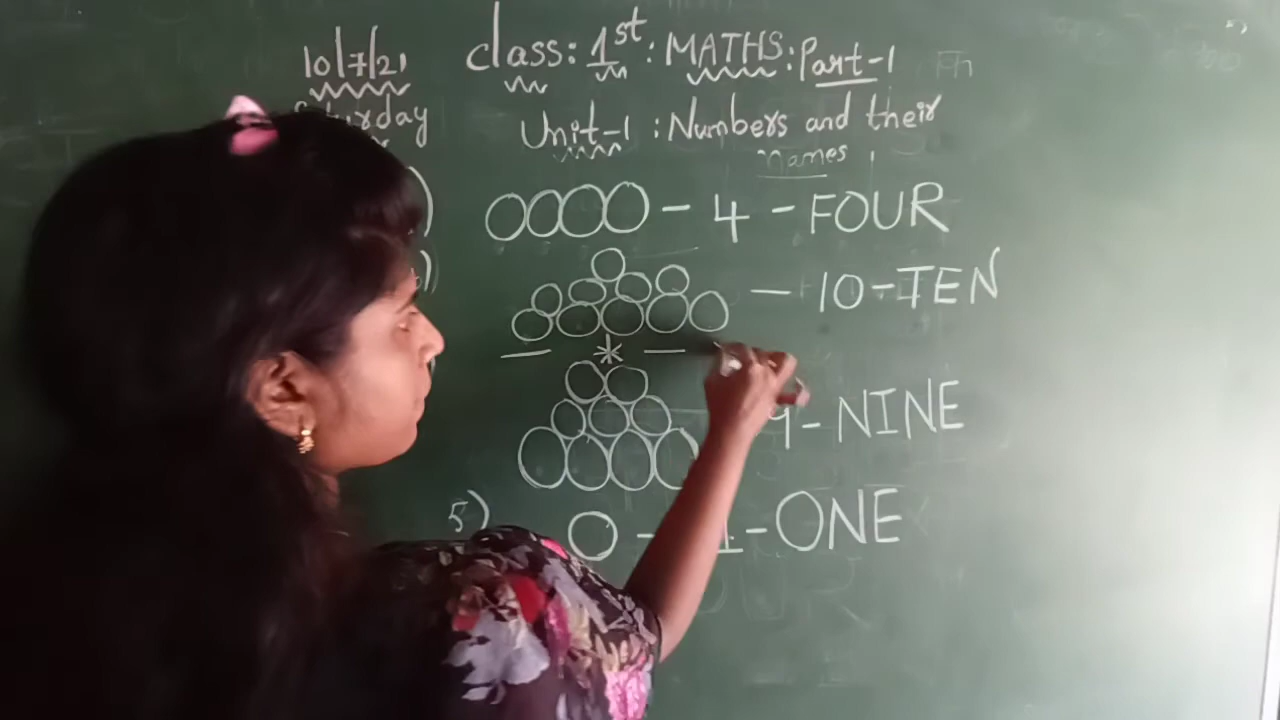 10/7/21
class: 1st: MATHS: Part-1
Saturday
Unit-1 : Numbers and their
Names
) OOOO - 4 - FOUR
) - 10 - TEN
- * -
9 - NINE
5) O - 1 - ONE